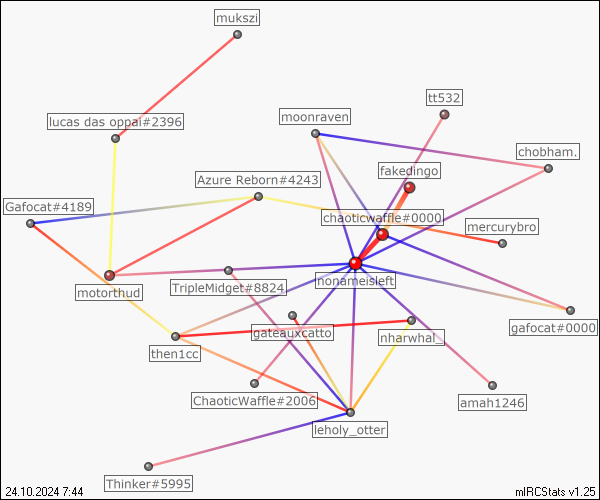 mukszi
tt532
lucas das oppai#2396
moonraven
chobham.
fakedingo
Azure Reborn#4243
Gafocat#4189
chaoticwaffle#0000
mercurybro
nonameisleft
TripleMidget#8824
motorthud
gafocat#0000
gateauxcatto
nharwhal_
then1cc
ChaoticWaffle#2006
amah1246
leholy_otter
Thinker#5995
24.10.2024 7:44
mIRCStats v1.25